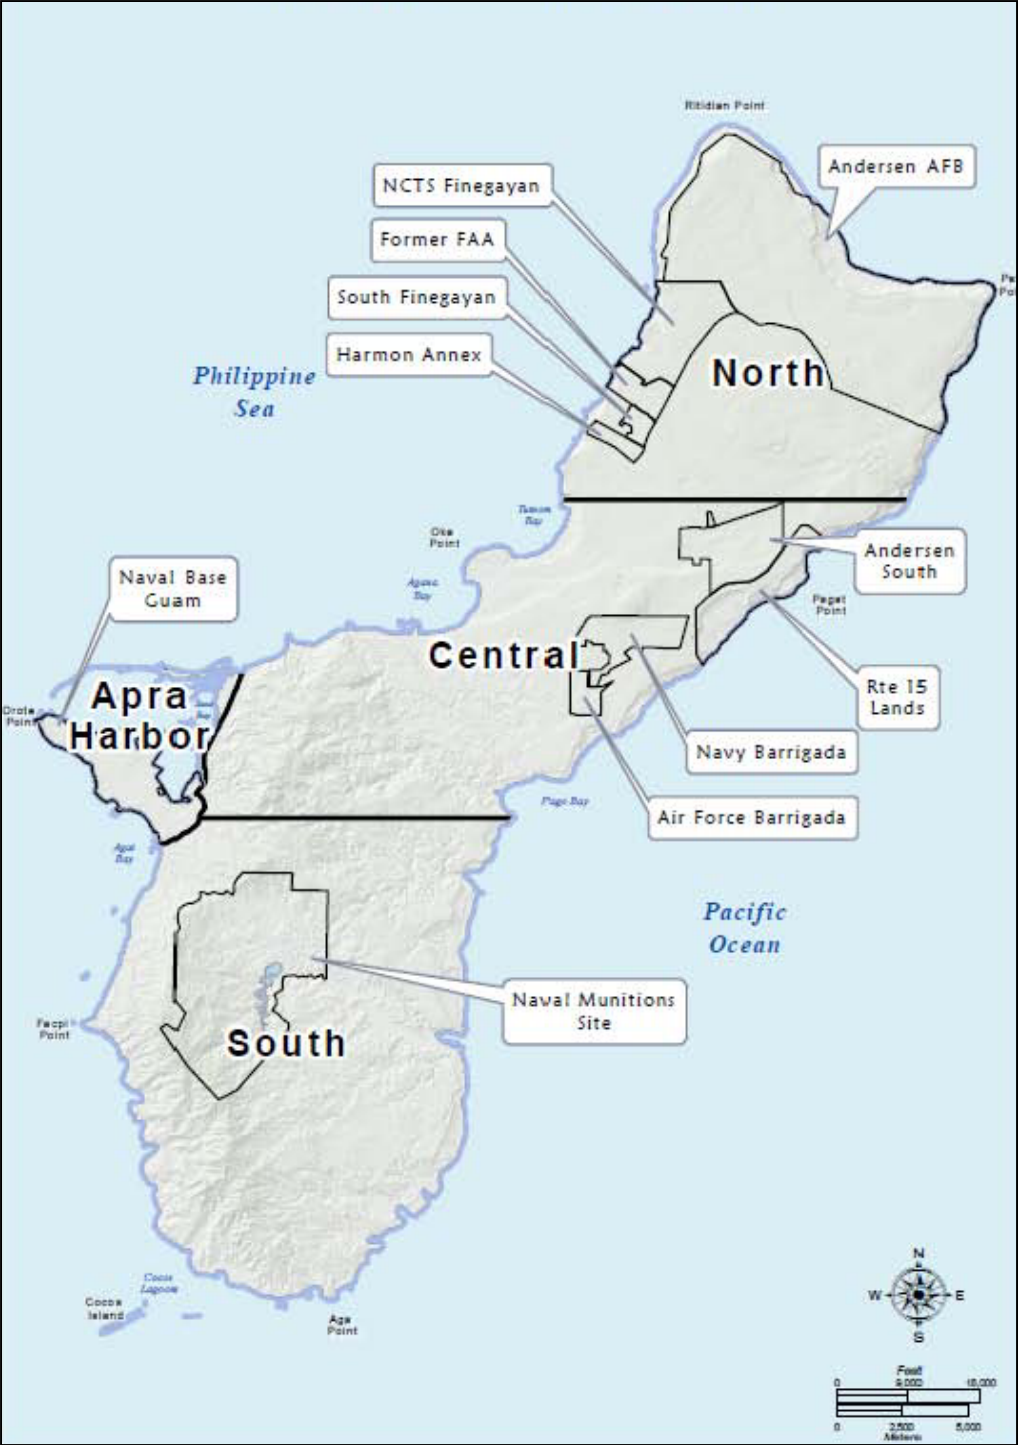 Ritidian Point
Andersen AFB
NCTS Finegayan
Former FAA
South Finegayan
Harmon Annex
North
Philippine
Sea
Tumon
Bay
Oka
Point
Andersen
South
Naval Base
Guam
Agana
Bay
Paget
Point
Central
Apra
Harbor
Orote
Point
Rte 15
Lands
Navy Barrigada
Pago Bay
Air Force Barrigada
Agat
Bay
Pacific
Ocean
Naval Munitions
Site
Facpi
Point
South
Cocos
Lagoon
Cocos
Island
Aga
Point
N
W
E
S
Feet
0 9,000 18,000
0 2,500 5,000
Meters